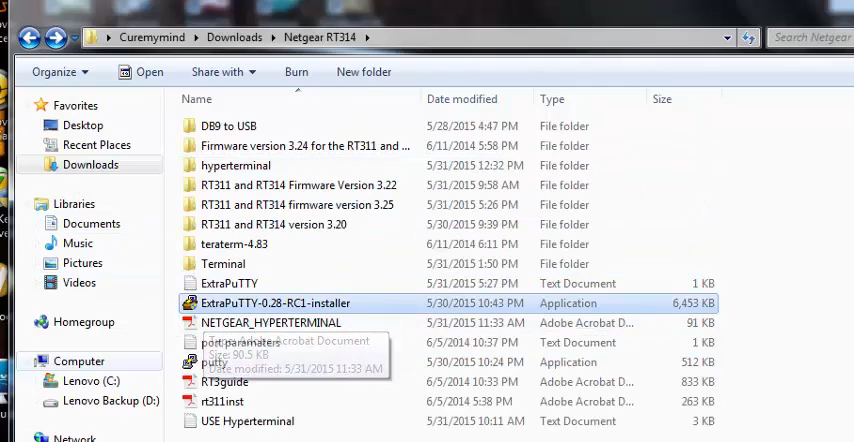 Curemymind Downloads Netgear RT314 Search Netgear
Organize Open Share with Burn New folder
Name Date modified Type Size
Favorites
Desktop
Recent Places
Downloads
Libraries
Documents
Music
Pictures
Videos
Homegroup
Computer
Lenovo (C:)
Lenovo Backup (D:)
Network
DB9 to USB 5/28/2015 4:47 PM File folder
Firmware version 3.24 for the RT311 and ... 6/11/2014 5:58 PM File folder
hyperterminal 5/31/2015 12:32 PM File folder
RT311 and RT314 Firmware Version 3.22 5/31/2015 9:58 AM File folder
RT311 and RT314 firmware version 3.25 5/31/2015 5:26 PM File folder
RT311 and RT314 version 3.20 5/30/2015 9:39 PM File folder
teraterm-4.83 6/11/2014 6:11 PM File folder
Terminal 5/31/2015 1:50 PM File folder
ExtraPuTTY 5/31/2015 5:27 PM Text Document 1 KB
ExtraPuTTY-0.28-RC1-installer 5/30/2015 10:43 PM Application 6,453 KB
NETGEAR_HYPERTERMINAL 5/31/2015 11:33 AM Adobe Acrobat D... 91 KB
port paramaters 6/5/2014 10:37 PM Text Document 1 KB
putty 5/30/2015 10:24 PM Application 512 KB
RT3guide 6/5/2014 10:33 PM Adobe Acrobat D... 833 KB
rt311inst 6/4/2014 5:38 PM Adobe Acrobat D... 263 KB
USE Hyperterminal 5/31/2015 10:11 AM Text Document 3 KB
Type: Adobe Acrobat Document
Size: 90.5 KB
Date modified: 5/31/2015 11:33 AM